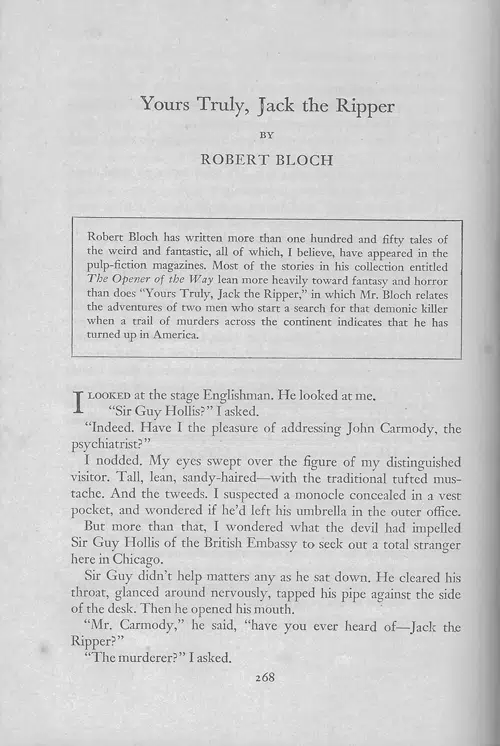 Yours Truly, Jack the Ripper
BY
ROBERT BLOCH
Robert Bloch has written more than one hundred and fifty tales of
the weird and fantastic, all of which, I believe, have appeared in the
pulp-fiction magazines. Most of the stories in his collection entitled
The Opener of the Way lean more heavily toward fantasy and horror
than does “Yours Truly, Jack the Ripper,” in which Mr. Bloch relates
the adventures of two men who start a search for that demonic killer
when a trail of murders across the continent indicates that he has
turned up in America.
I LOOKED at the stage Englishman. He looked at me.
“Sir Guy Hollis?” I asked.
“Indeed. Have I the pleasure of addressing John Carmody, the
psychiatrist?”
I nodded. My eyes swept over the figure of my distinguished
visitor. Tall, lean, sandy-haired—with the traditional tufted mus-
tache. And the tweeds. I suspected a monocle concealed in a vest
pocket, and wondered if he’d left his umbrella in the outer office.
But more than that, I wondered what the devil had impelled
Sir Guy Hollis of the British Embassy to seek out a total stranger
here in Chicago.
Sir Guy didn’t help matters any as he sat down. He cleared his
throat, glanced around nervously, tapped his pipe against the side
of the desk. Then he opened his mouth.
“Mr. Carmody,” he said, “have you ever heard of—Jack the
Ripper?”
“The murderer?” I asked.
268